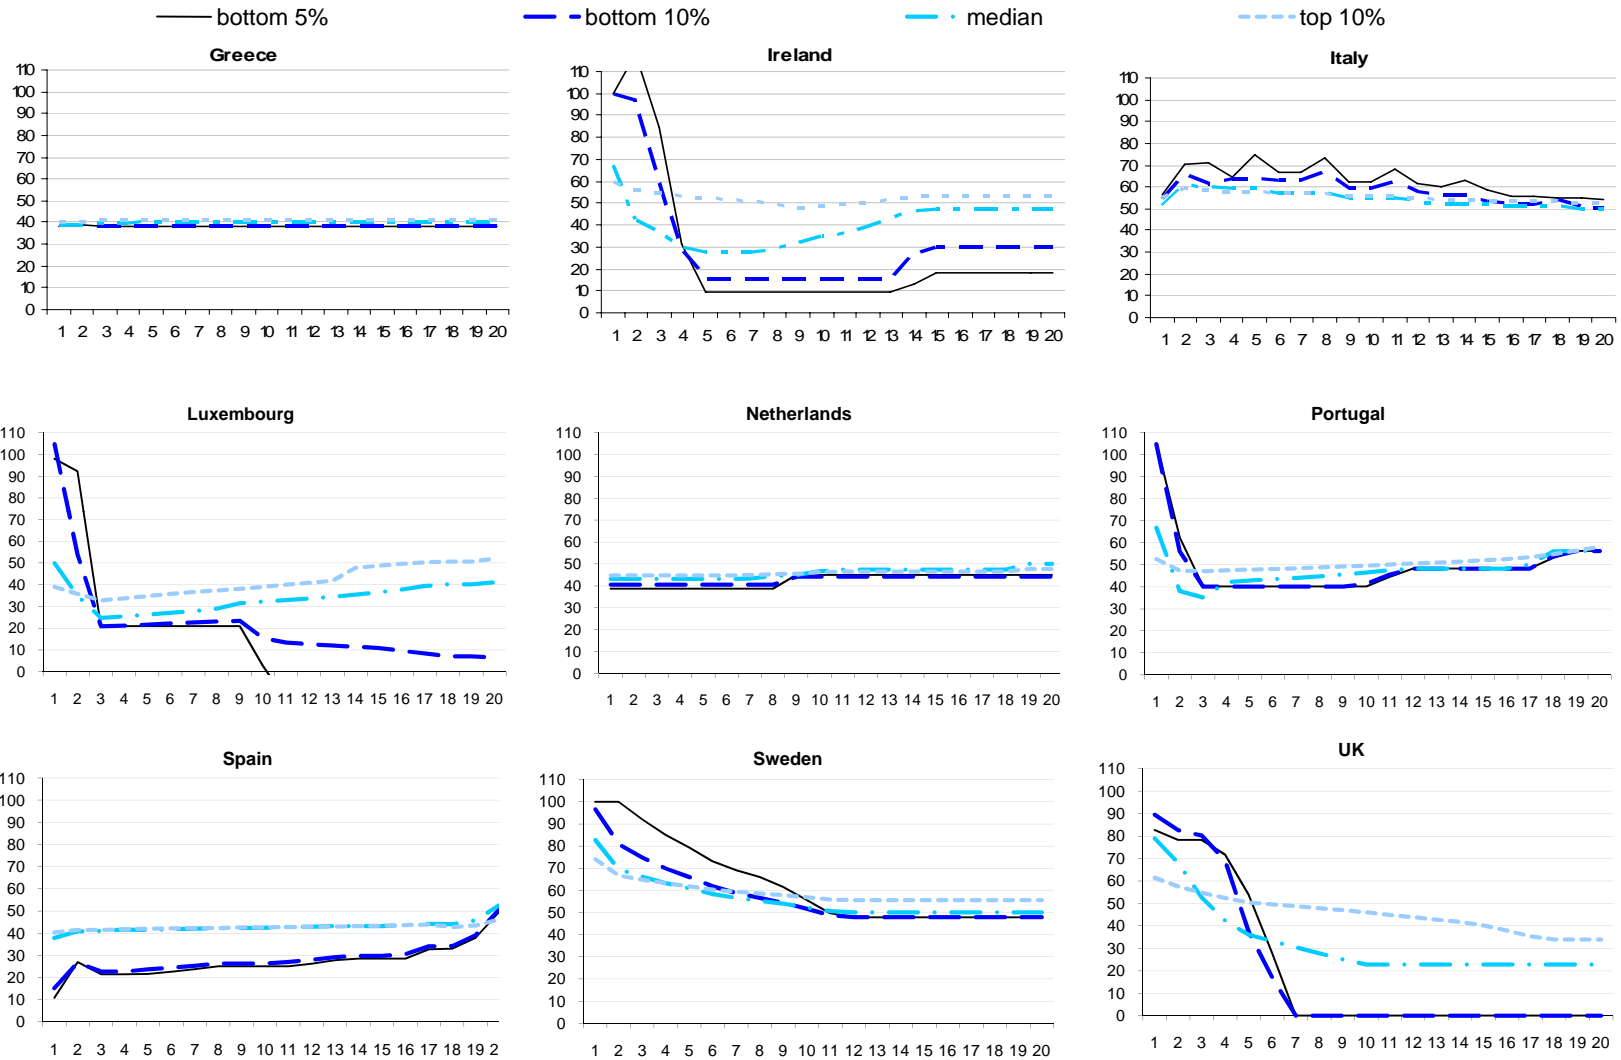 bottom 5% bottom 10% median top 10%
Greece Ireland Italy
110 110 110
100 100 100
90 90 90
80 80 80
70 70 70
60 60 60
50 50 50
40 40 40
30 30 30
20 20 20
10 10 10
0 0 0
1 2 3 4 5 6 7 8 9 10 11 12 13 14 15 16 17 18 19 20 1 2 3 4 5 6 7 8 9 10 11 12 13 14 15 16 17 18 19 20 1 2 3 4 5 6 7 8 9 10 11 12 13 14 15 16 17 18 19 20
Luxembourg Netherlands Portugal
110 110 110
100 100 100
90 90 90
80 80 80
70 70 70
60 60 60
50 50 50
40 40 40
30 30 30
20 20 20
10 10 10
0 0 0
1 2 3 4 5 6 7 8 9 10 11 12 13 14 15 16 17 18 19 20 1 2 3 4 5 6 7 8 9 10 11 12 13 14 15 16 17 18 19 20 1 2 3 4 5 6 7 8 9 10 11 12 13 14 15 16 17 18 19 20
Spain Sweden UK
110 110 110
100 100 100
90 90 90
80 80 80
70 70 70
60 60 60
50 50 50
40 40 40
30 30 30
20 20 20
10 10 10
0 0 0
1 2 3 4 5 6 7 8 9 10 11 12 13 14 15 16 17 18 19 2 1 2 3 4 5 6 7 8 9 10 11 12 13 14 15 16 17 18 19 20 1 2 3 4 5 6 7 8 9 10 11 12 13 14 15 16 17 18 19 20